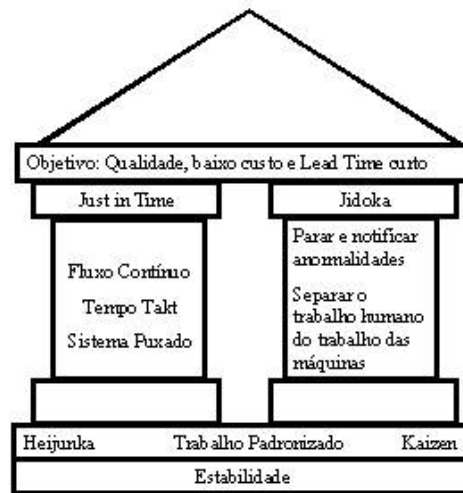 Objetivo: Qualidade, baixo custo e Lead Time curto
Just in Time
Jidoka
Fluxo Contínuo
Tempo Takt
Sistema Puxado
Parar e notificar
anormalidades
Separar o
trabalho humano
do trabalho das
máquinas
Heijunka Trabalho Padronizado Kaizen
Estabilidade